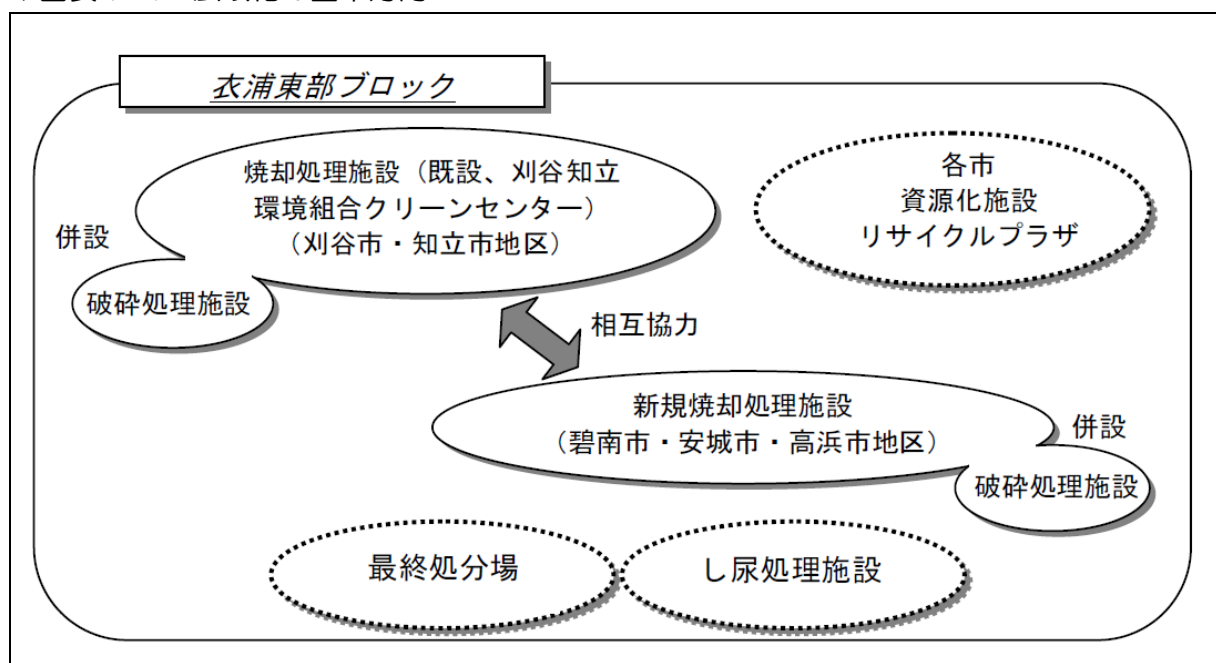 衣浦東部ブロック
焼却処理施設（既設、刈谷知立
環境組合クリーンセンター）
（刈谷市・知立市地区）
併設
破砕処理施設
各市
資源化施設
リサイクルプラザ
相互協力
新規焼却処理施設
（碧南市・安城市・高浜市地区）
併設
破砕処理施設
最終処分場
し尿処理施設